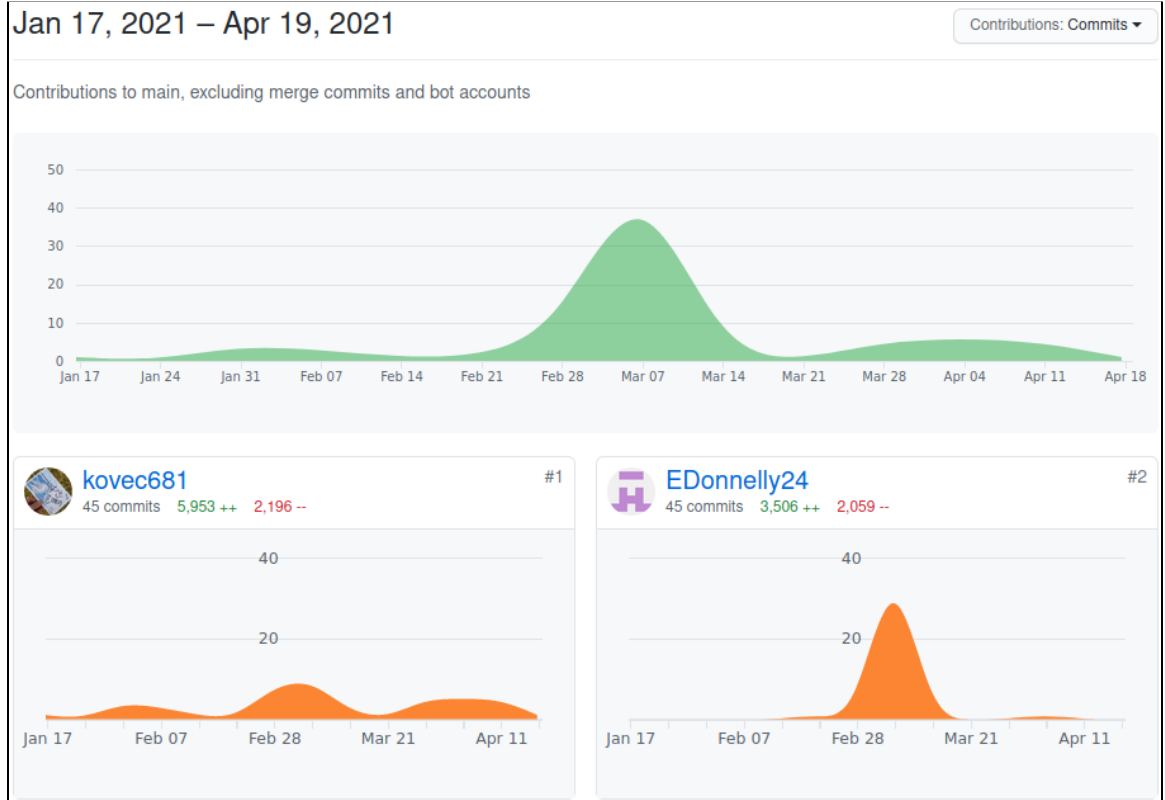 Jan 17, 2021 – Apr 19, 2021
Contributions: Commits
Contributions to main, excluding merge commits and bot accounts
50
40
30
20
10
0
Jan 17 Jan 24 Jan 31 Feb 07 Feb 14 Feb 21 Feb 28 Mar 07 Mar 14 Mar 21 Mar 28 Apr 04 Apr 11 Apr 18
kovec681 #1
45 commits 5,953 ++ 2,196 --
40
20
Jan 17 Feb 07 Feb 28 Mar 21 Apr 11
EDonnelly24 #2
45 commits 3,506 ++ 2,059 --
40
20
Jan 17 Feb 07 Feb 28 Mar 21 Apr 11